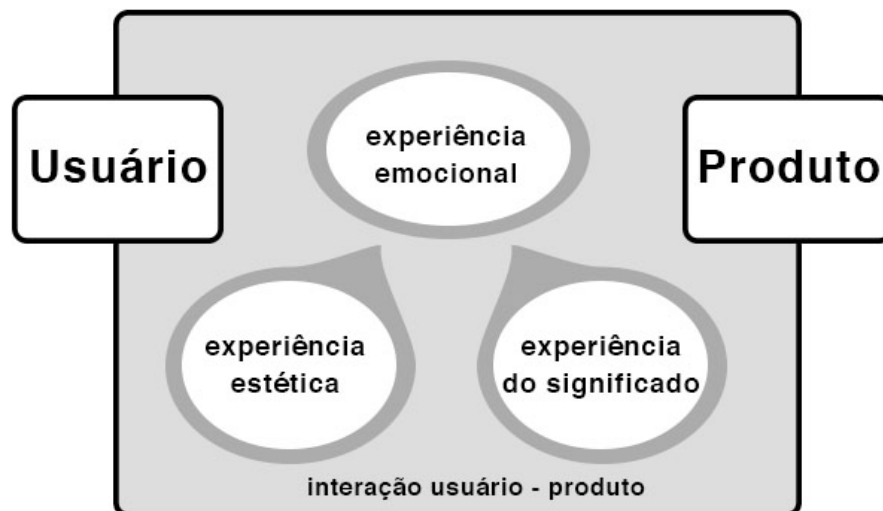 experiência
emocional
Usuário
Produto
experiência
estética
experiência
do significado
interação usuário - produto